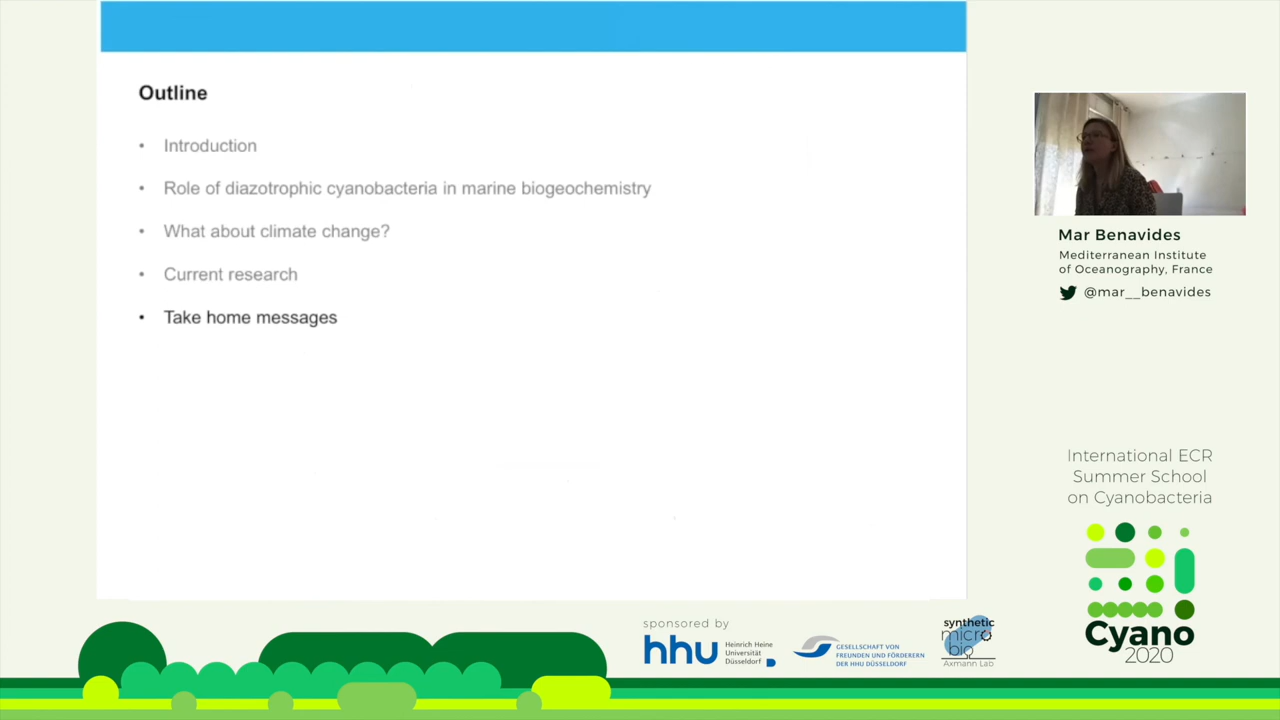 Outline
• Introduction
• Role of diazotrophic cyanobacteria in marine biogeochemistry
• What about climate change?
• Current research
• Take home messages
Mar Benavides
Mediterranean Institute
of Oceanography, France
@mar__benavides
International ECR
Summer School
on Cyanobacteria
Cyano
2020
sponsored by
hhu
Heinrich Heine
Universität
Düsseldorf
GESELLSCHAFT VON
FREUNDEN UND FÖRDERERN
DER HHU DÜSSELDORF
synthetic
micro
bio
Axmann Lab